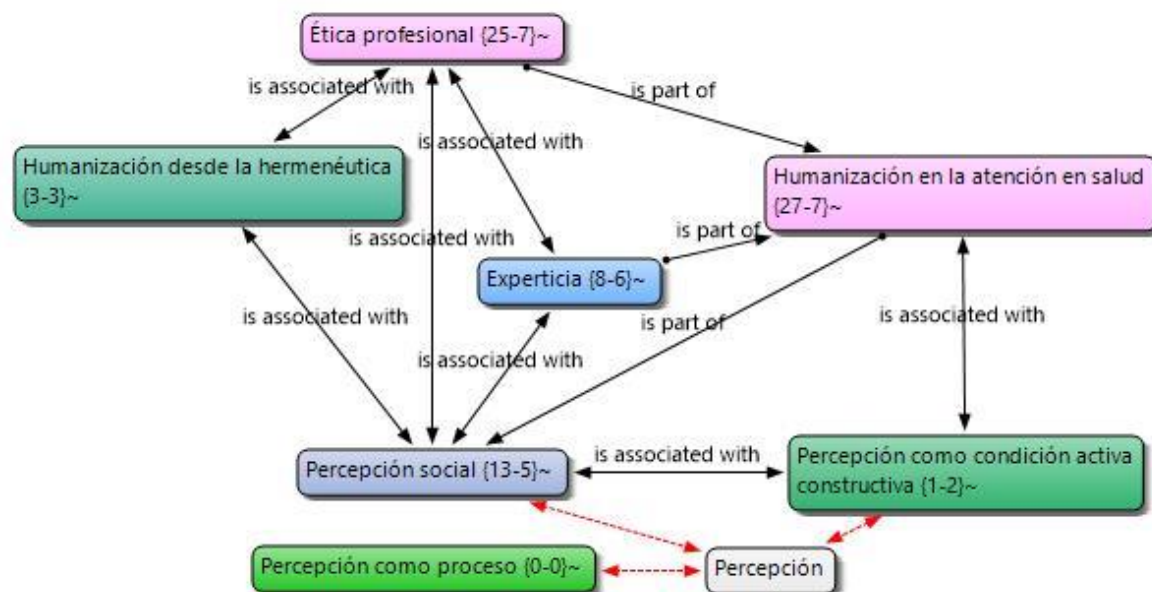 Ética profesional {25-7}~
is associated with
is part of
is associated with
Humanización desde la hermenéutica
{3-3}~
Humanización en la atención en salud
{27-7}~
is associated with
is part of
Experticia {8-6}~
is associated with
is part of
is associated with
is associated with
Percepción social {13-5}~
is associated with
Percepción como condición activa
constructiva {1-2}~
Percepción como proceso {0-0}~
Percepción